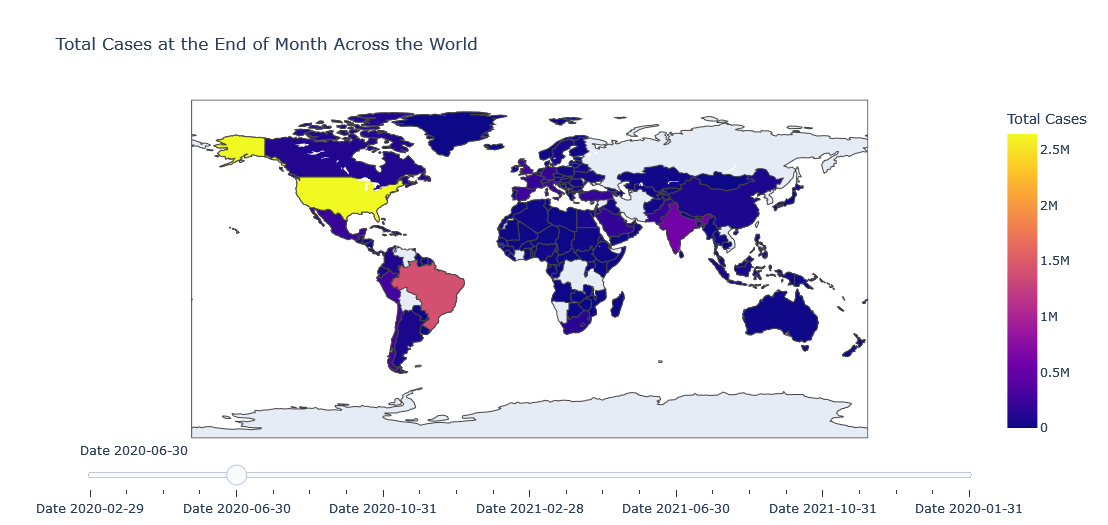 Total Cases at the End of Month Across the World
Total Cases
2.5M
2M
1.5M
1M
0.5M
0
Date 2020-06-30
Date 2020-02-29
Date 2020-06-30
Date 2020-10-31
Date 2021-02-28
Date 2021-06-30
Date 2021-10-31
Date 2020-01-31